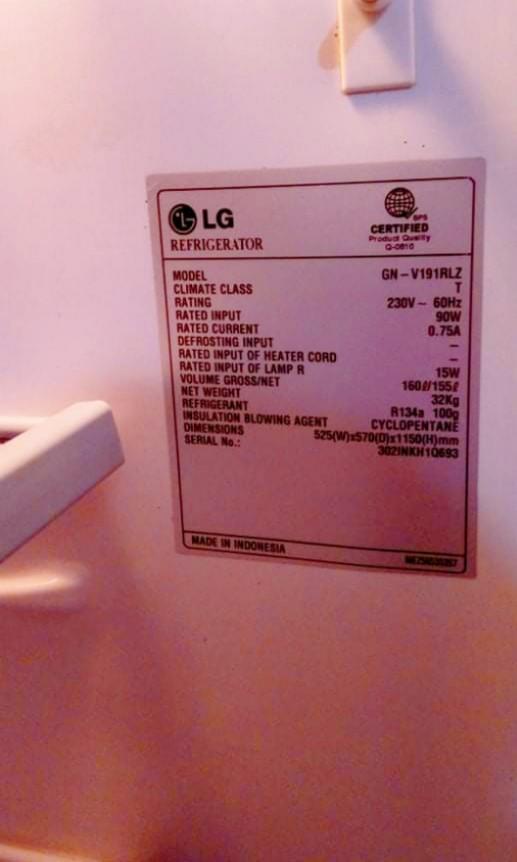 LG
REFRIGERATOR
BPS
CERTIFIED
Product Quality
Q-0810
MODEL GN-V191RLZ
CLIMATE CLASS T
RATING 230V ~ 60Hz
RATED INPUT 90W
RATED CURRENT 0.75A
DEFROSTING INPUT –
RATED INPUT OF HEATER CORD –
RATED INPUT OF LAMP R 15W
VOLUME GROSS/NET 160ℓ/155ℓ
NET WEIGHT 32Kg
REFRIGERANT R134a 100g
INSULATION BLOWING AGENT CYCLOPENTANE
DIMENSIONS 525(W)x570(D)x1150(H)mm
SERIAL No.: 302INKH1Q693
MADE IN INDONESIA